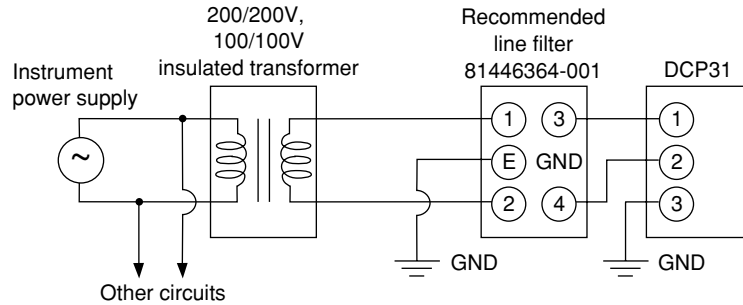 200/200V,
100/100V
insulated transformer
Recommended
line filter
81446364-001
DCP31
Instrument
power supply
~
1
3
1
E
GND
2
2
4
3
GND
GND
Other circuits